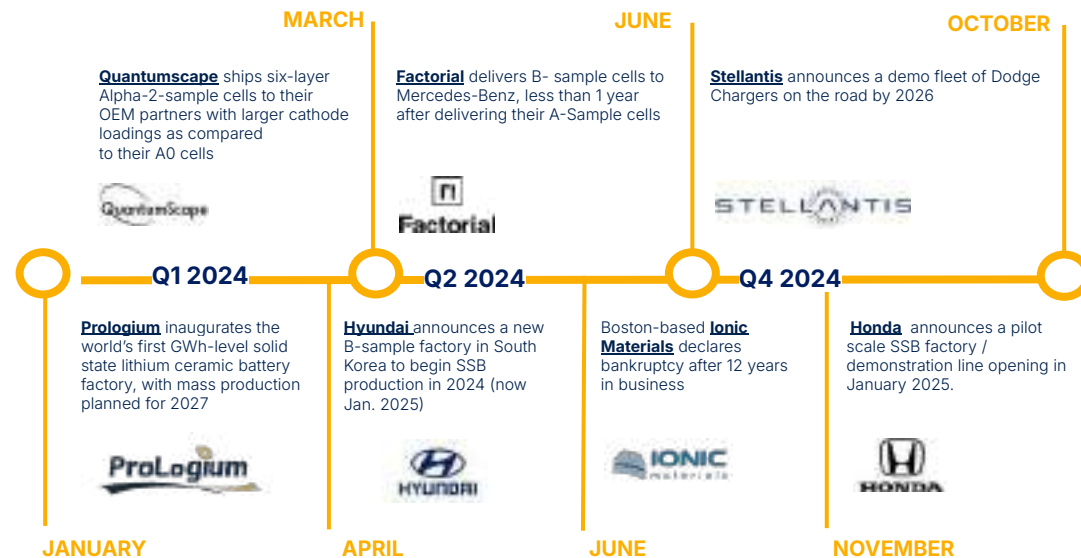 MARCH
JUNE
OCTOBER
Quantumscape ships six-layer
Alpha-2-sample cells to their
OEM partners with larger cathode
loadings as compared
to their A0 cells
QuantumScape
Factorial delivers B- sample cells to
Mercedes-Benz, less than 1 year
after delivering their A-Sample cells
Factorial
Stellantis announces a demo fleet of Dodge
Chargers on the road by 2026
STELLANTIS
Q1 2024
Q2 2024
Q4 2024
Prologium inaugurates the
world's first GWh-level solid
state lithium ceramic battery
factory, with mass production
planned for 2027
ProLogium
Hyundai announces a new
B-sample factory in South
Korea to begin SSB
production in 2024 (now
Jan. 2025)
HYUNDAI
Boston-based Ionic
Materials declares
bankruptcy after 12 years
in business
IONIC
materials
Honda announces a pilot
scale SSB factory /
demonstration line opening in
January 2025.
HONDA
JANUARY
APRIL
JUNE
NOVEMBER